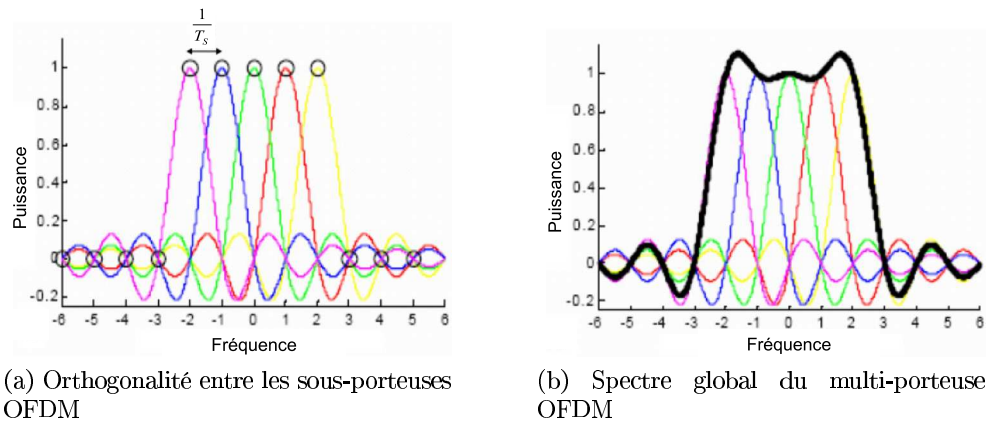 1
T_S
1
0.8
0.6
0.4
0.2
0
-0.2
Puissance
-6 -5 -4 -3 -2 -1 0 1 2 3 4 5 6
Fréquence
(a) Orthogonalité entre les sous-porteuses
OFDM
1
0.8
0.6
0.4
0.2
0
-0.2
Puissance
-6 -5 -4 -3 -2 -1 0 1 2 3 4 5 6
Fréquence
(b) Spectre global du multi-porteuse
OFDM